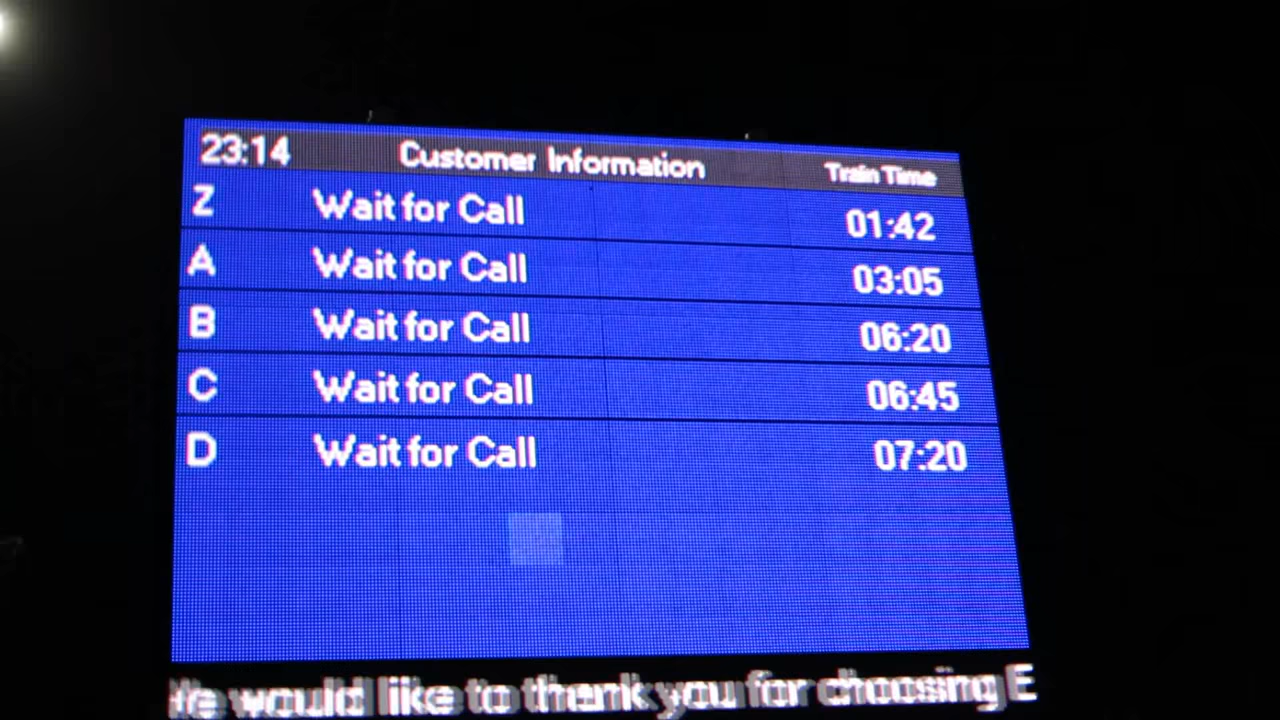 23:14 Customer Information Train Time
Z Wait for Call 01:42
A Wait for Call 03:05
B Wait for Call 06:20
C Wait for Call 06:45
D Wait for Call 07:20
We would like to thank you for choosing E